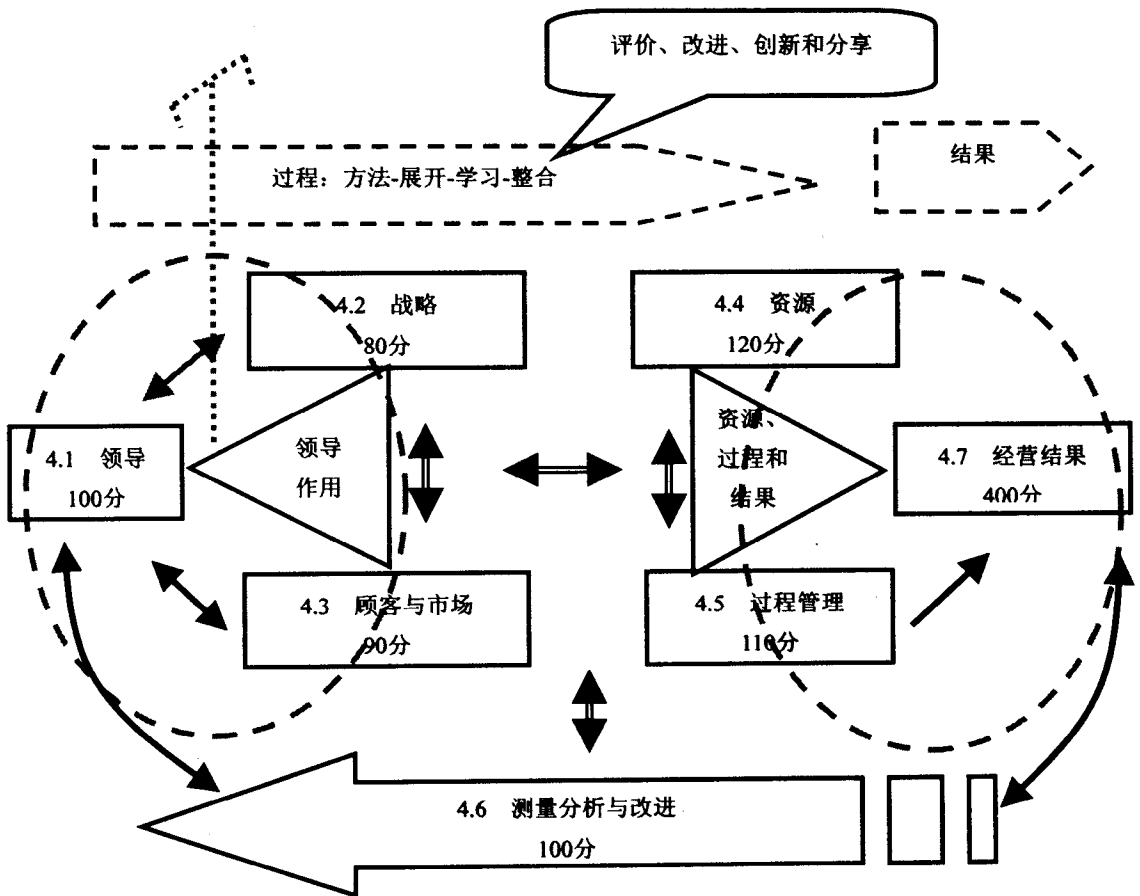 评价、改进、创新和分享
结果
过程：方法-展开-学习-整合
4.2 战略
80分
4.4 资源
120分
4.1 领导
100分
领导
作用
资源、
过程和
结果
4.7 经营结果
400分
4.3 顾客与市场
90分
4.5 过程管理
110分
4.6 测量分析与改进
100分